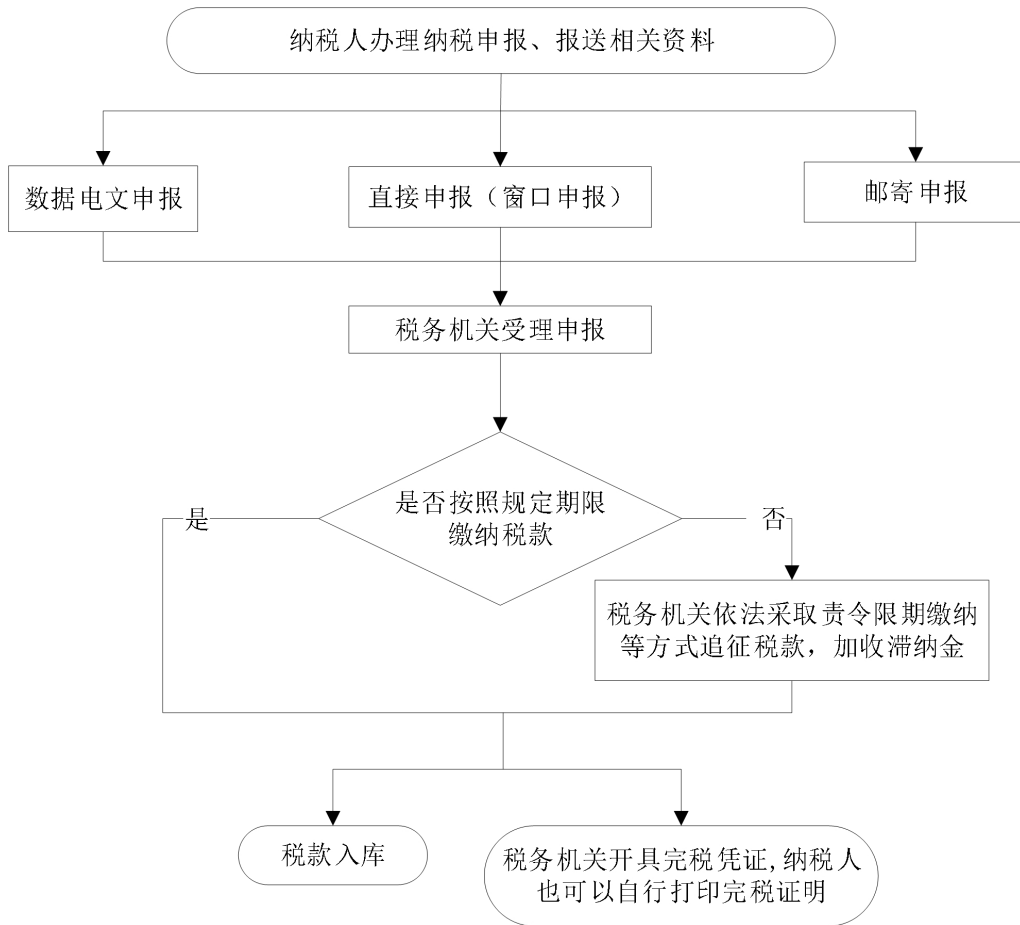 纳税人办理纳税申报、报送相关资料
数据电文申报
直接申报（窗口申报）
邮寄申报
税务机关受理申报
是否按照规定期限
缴纳税款
是
否
税务机关依法采取责令限期缴纳
等方式追征税款，加收滞纳金
税款入库
税务机关开具完税凭证,纳税人
也可以自行打印完税证明